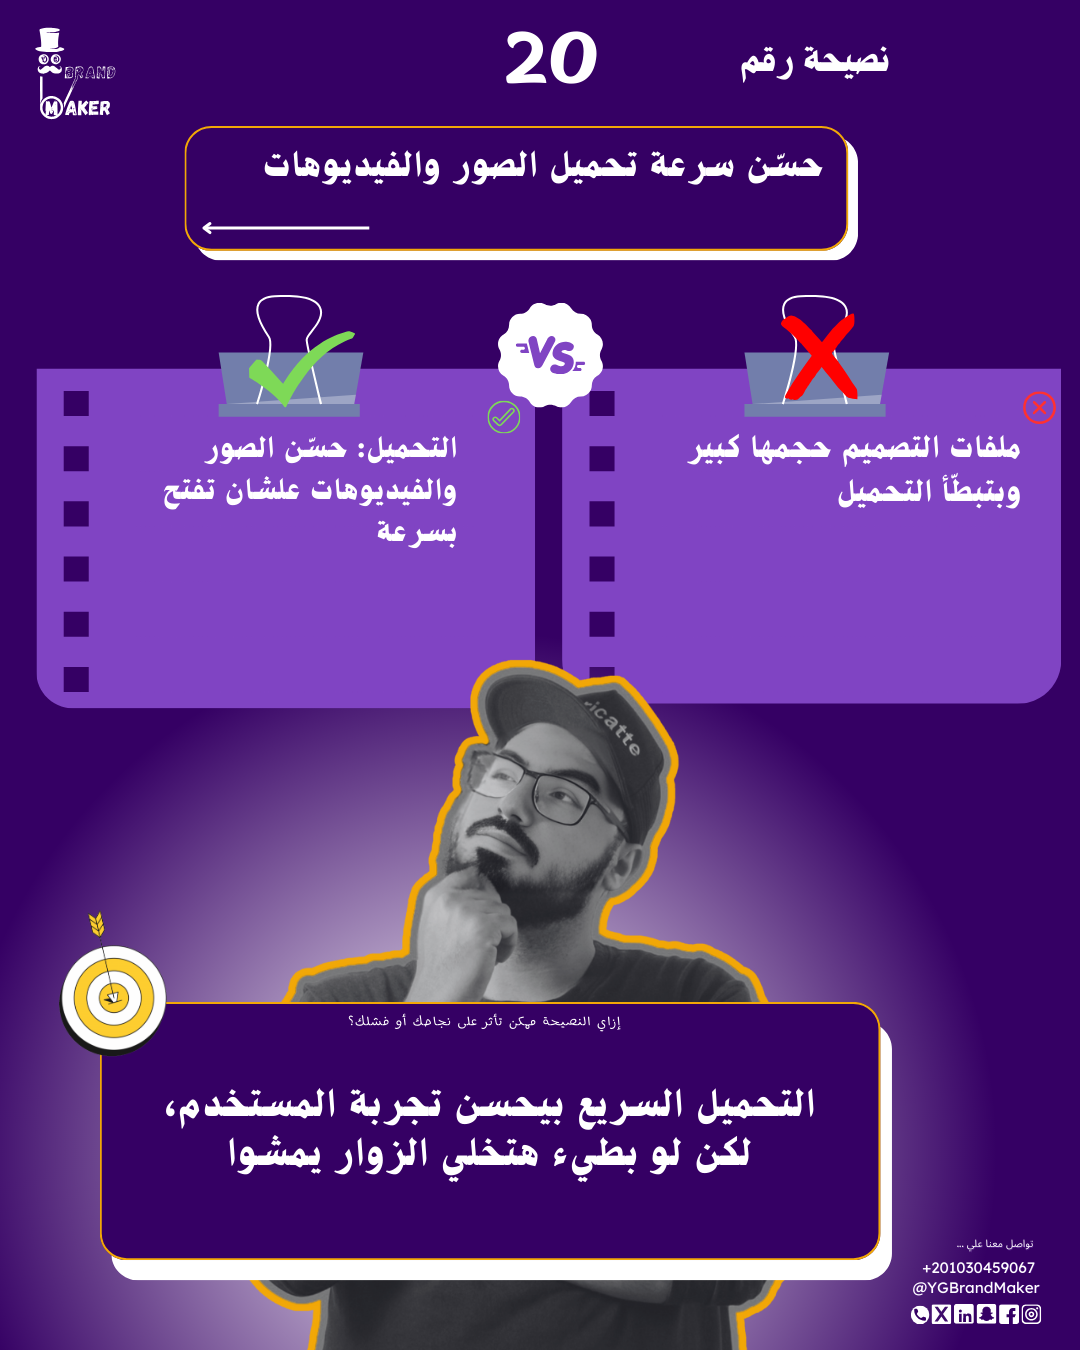 BRAND
MAKER
نصيحة رقم 20
حسّن سرعة تحميل الصور والفيديوهات
VS
ملفات التصميم حجمها كبير
وبتبطّأ التحميل
التحميل: حسّن الصور
والفيديوهات علشان تفتح
بسرعة
icatte
إزاي النصيحة ممكن تأثر على نجاحك أو فشلك؟
التحميل السريع بيحسن تجربة المستخدم،
لكن لو بطيء هتخلي الزوار يمشوا
تواصل معنا علي ...
+201030459067
@YGBrandMaker